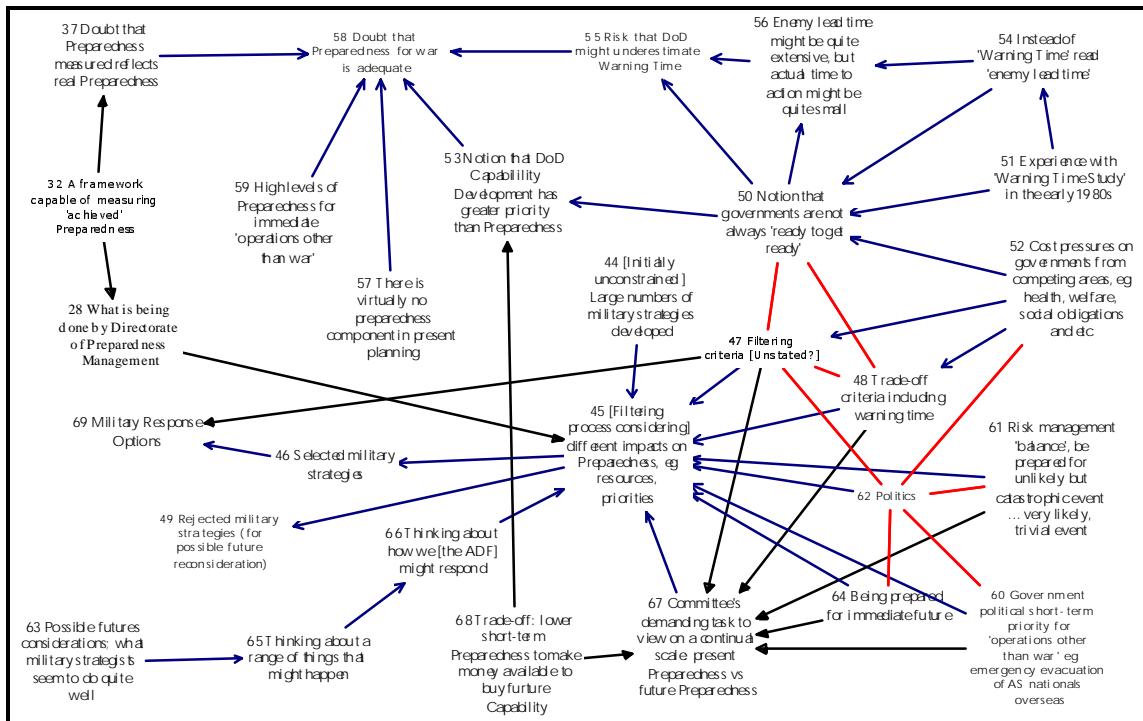 37 Doubt that
Preparedness
measured reflects
real Preparedness
58 Doubt that
Preparedness for war
is adequate
55 Risk that DoD
might underestimate
Warning Time
56 Enemy lead time
might be quite
extensive, but
actual time to
action might be
quite small
54 Instead of
'Warning Time' read
'enemy lead time'
32 A framework
capable of measuring
'achieved'
Preparedness
59 High levels of
Preparedness for
immediate
'operations other
than war'
53 Notion that DoD
Capablility
Development has
greater priority
than Preparedness
50 Notion that
governments are not
always 'ready to get
ready'
51 Experience with
'Warning Time Study'
in the early 1980s
52 Cost pressures on
governments from
competing areas, eg
health, welfare,
social obligations
and etc
28 What is being
done by Directorate
of Preparedness
Management
57 There is
virtually no
preparedness
component in present
planning
44 [Initially
unconstrained]
Large numbers of
military strategies
developed
47 Filtering
criteria [Unstated?]
48 Trade-off
criteria including
warning time
69 Military Response
Options
46 Selected military
strategies
45 [Filtering
process considering]
different impacts on
Preparedness, eg
resources,
priorities
61 Risk management
'balance', be
prepared for
unlikely but
catastrophic event
... very likely,
trivial event
62 Politics
49 Rejected military
strategies (for
possible future
reconsideration)
66 Thinking about
how we [the ADF]
might respond
63 Possible futures
considerations; what
military strategists
seem to do quite
well
65 Thinking about a
range of things that
might happen
68 Trade-off: lower
short-term
Preparedness to make
money available to
buy furture
Capability
67 Committee's
demanding task to
view on a continual
scale present
Preparedness vs
future Preparedness
64 Being prepared
for immediate future
60 Government
political short-term
priority for
'operations other
than war' eg
emergency evacuation
of AS nationals
overseas